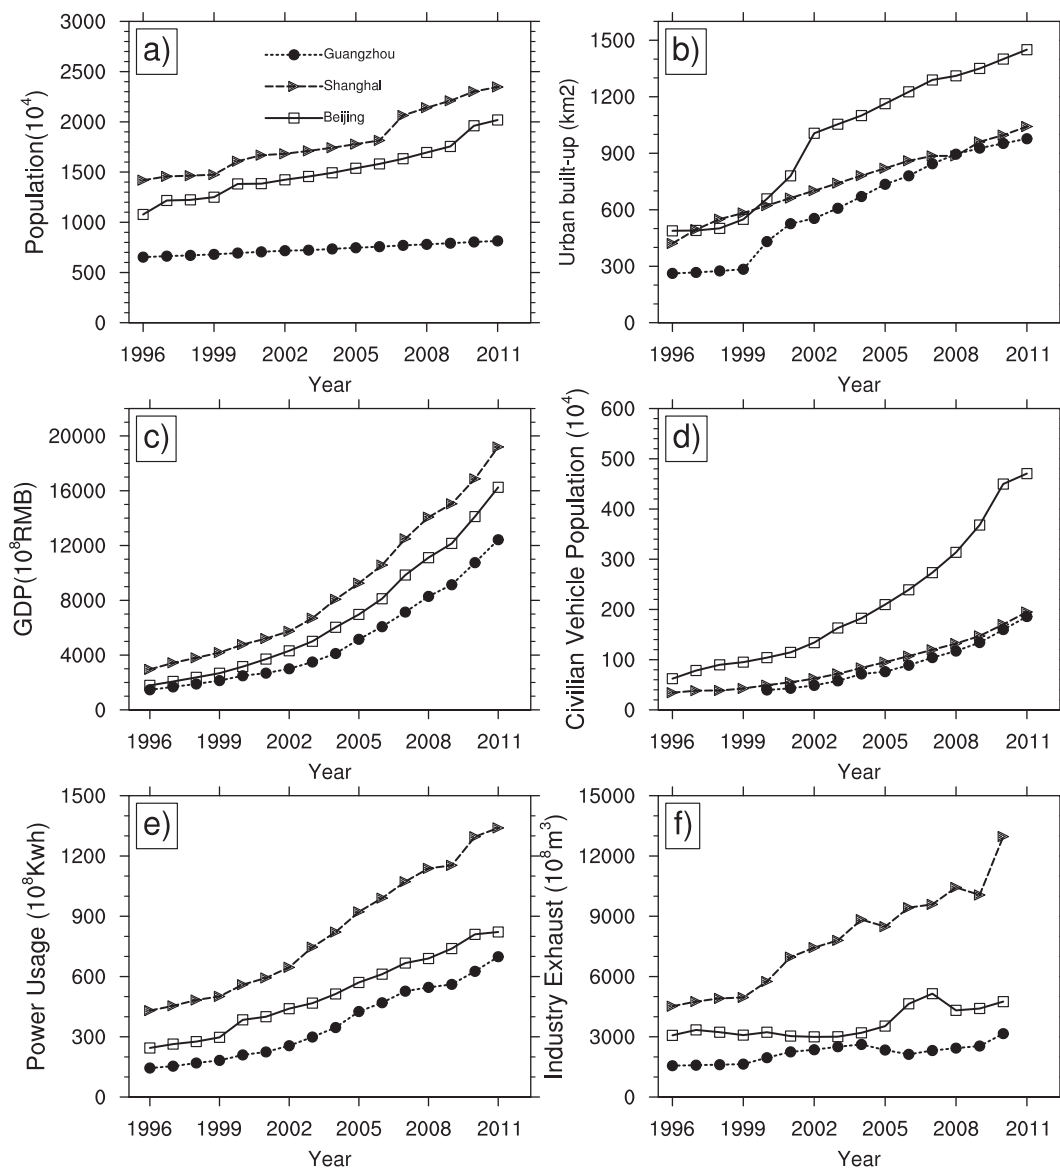 a)
Guangzhou
Shanghal
Beijing
Population(10⁴)
0 500 1000 1500 2000 2500 3000
1996 1999 2002 2005 2008 2011
Year
b)
Urban built-up (km2)
0 300 600 900 1200 1500
1996 1999 2002 2005 2008 2011
Year
c)
GDP(10⁸RMB)
0 4000 8000 12000 16000 20000
1996 1999 2002 2005 2008 2011
Year
d)
Civilian Vehicle Population (10⁴)
0 100 200 300 400 500 600
1996 1999 2002 2005 2008 2011
Year
e)
Power Usage (10⁸Kwh)
0 300 600 900 1200 1500
1996 1999 2002 2005 2008 2011
Year
f)
Industry Exhaust (10⁸m³)
0 3000 6000 9000 12000 15000
1996 1999 2002 2005 2008 2011
Year